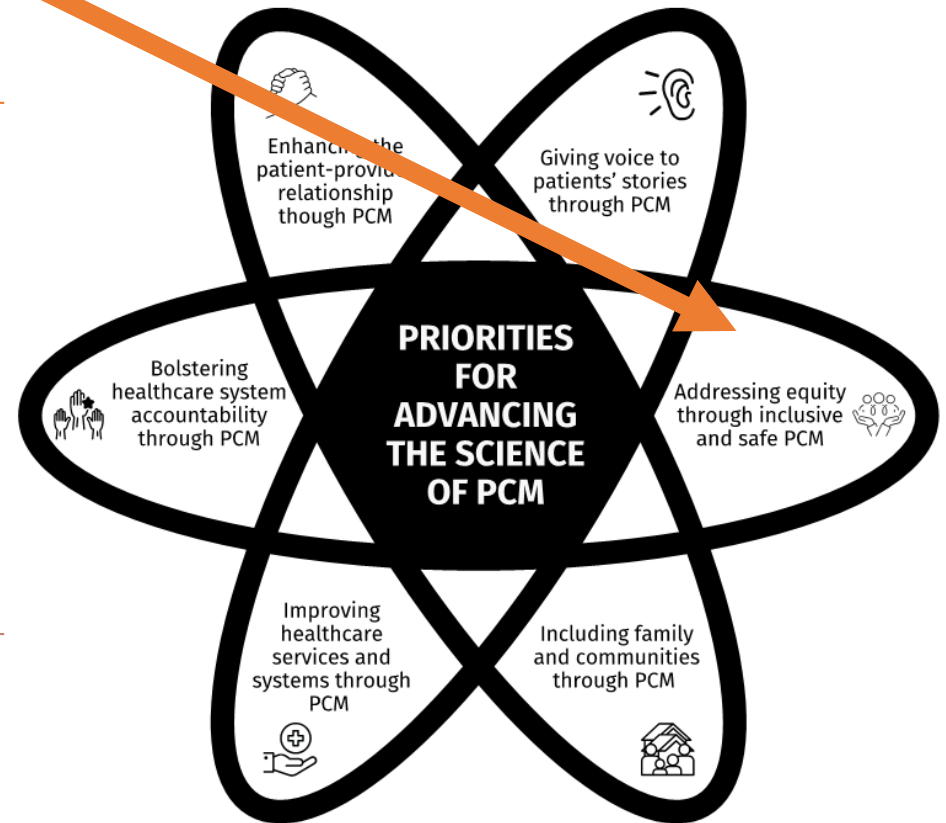 Enhancing the
patient-provider
relationship
though PCM
Giving voice to
patients' stories
through PCM
Bolstering
healthcare system
accountability
through PCM
PRIORITIES
FOR
ADVANCING
THE SCIENCE
OF PCM
Addressing equity
through inclusive
and safe PCM
Improving
healthcare
services and
systems through
PCM
Including family
and communities
through PCM